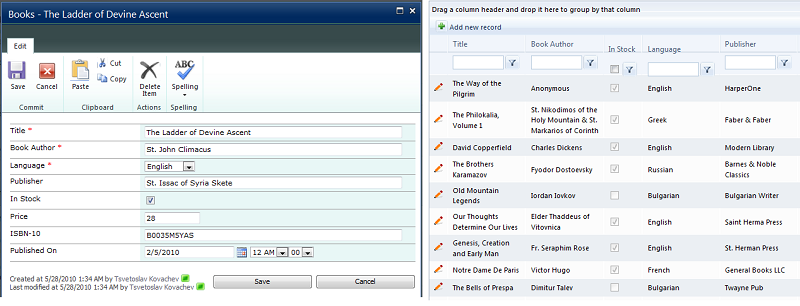 Books - The Ladder of Devine Ascent
Edit
Save
Cancel
Paste
Cut
Copy
Delete Item
ABC
Spelling
Commit
Clipboard
Actions
Spelling
Title * The Ladder of Devine Ascent
Book Author * St. John Climacus
Language * English
Publisher St. Issac of Syria Skete
In Stock
Price 28
ISBN-10 B0035M5YAS
Published On 2/5/2010 12 AM 00
Created at 5/28/2010 1:34 AM by Tsvetoslav Kovachev
Last modified at 5/28/2010 1:34 AM by Tsvetoslav Kovachev
Save Cancel
Drag a column header and drop it here to group by that column
Add new record
Title Book Author In Stock Language Publisher
The Way of the Pilgrim Anonymous English HarperOne
The Philokalia, Volume 1 St. Nikodimos of the Holy Mountain & St. Markarios of Corinth Greek Faber & Faber
David Copperfield Charles Dickens English Modern Library
The Brothers Karamazov Fyodor Dostoevsky Russian Barnes & Noble Classics
Old Mountain Legends Iordan Iovkov Bulgarian Bulgarian Writer
Our Thoughts Determine Our Lives Elder Thaddeus of Vitovnica English Saint Herma Press
Genesis, Creation and Early Man Fr. Seraphim Rose English St. Herman Press
Notre Dame De Paris Victor Hugo French General Books LLC
The Bells of Prespa Dimitur Talev Bulgarian Twayne Pub